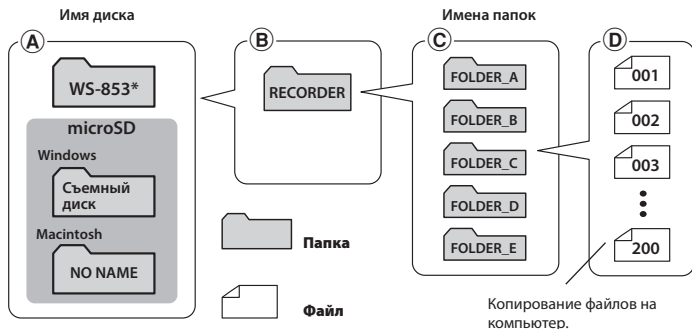 Имя диска
Имена папок
A
B
C
D
WS-853*
microSD
Windows
Съемный
диск
Macintosh
NO NAME
RECORDER
FOLDER_A
FOLDER_B
FOLDER_C
FOLDER_D
FOLDER_E
001
002
003
200
Папка
Файл
Копирование файлов на
компьютер.